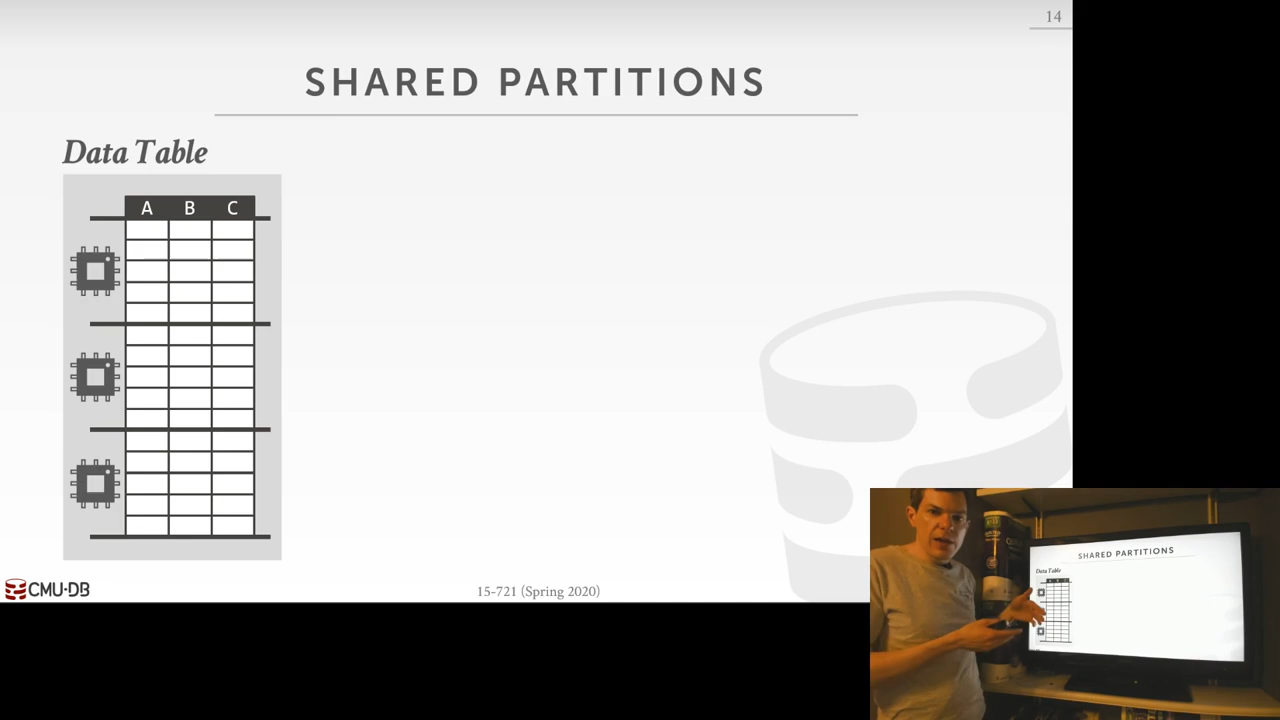 14
SHARED PARTITIONS
Data Table
A B C
CMU·DB
15-721 (Spring 2020)
SHARED PARTITIONS
Data Table